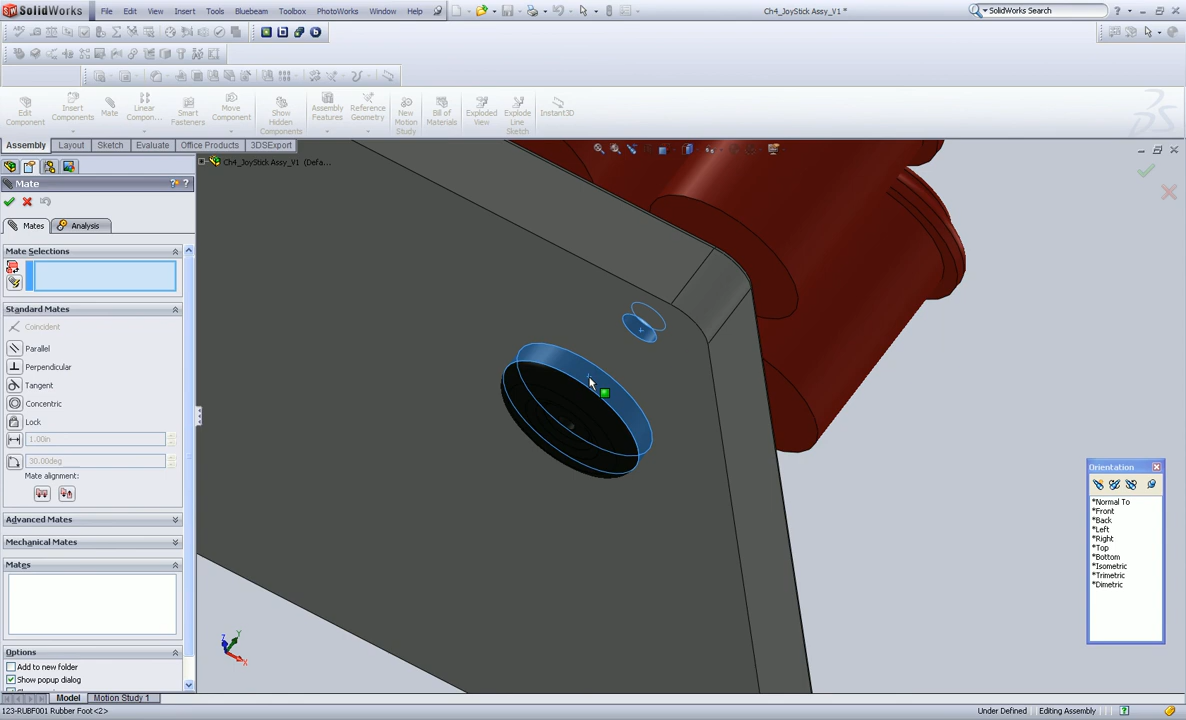 SolidWorks File Edit View Insert Tools Bluebeam Toolbox PhotoWorks Window Help Ch4_JoyStick Assy_V1 * SolidWorks Search
Edit Component
Insert Components
Mate
Linear Compon...
Smart Fasteners
Move Component
Show Hidden Components
Assembly Features
Reference Geometry
New Motion Study
Bill of Materials
Exploded View
Explode Line Sketch
Instant3D
Assembly Layout Sketch Evaluate Office Products 3DSExport
Ch4_JoyStick Assy_V1 (Defa...
Mate
Mates Analysis
Mate Selections
Standard Mates
Coincident
Parallel
Perpendicular
Tangent
Concentric
Lock
1.00in
30.00deg
Mate alignment:
Advanced Mates
Mechanical Mates
Mates
Options
Add to new folder
Show popup dialog
Z Y X
Orientation
*Normal To
*Front
*Back
*Left
*Right
*Top
*Bottom
*Isometric
*Trimetric
*Dimetric
Model Motion Study 1
123-RUBF001 Rubber Foot<2> Under Defined Editing Assembly